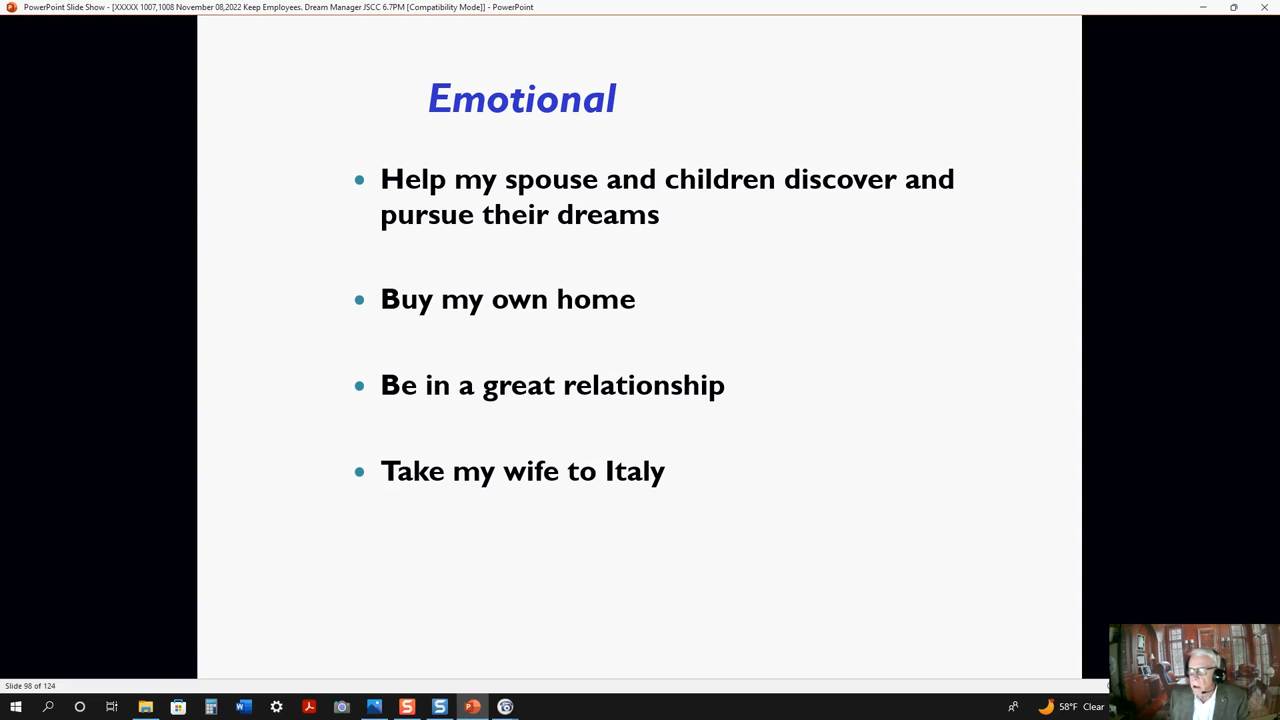 PowerPoint Slide Show - [XXXXX 1007,1008 November 08,2022 Keep Employees. Dream Manager JSCC 6.7PM [Compatibility Mode]] - PowerPoint
Emotional
• Help my spouse and children discover and
pursue their dreams
• Buy my own home
• Be in a great relationship
• Take my wife to Italy
Slide 98 of 124
58°F Clear